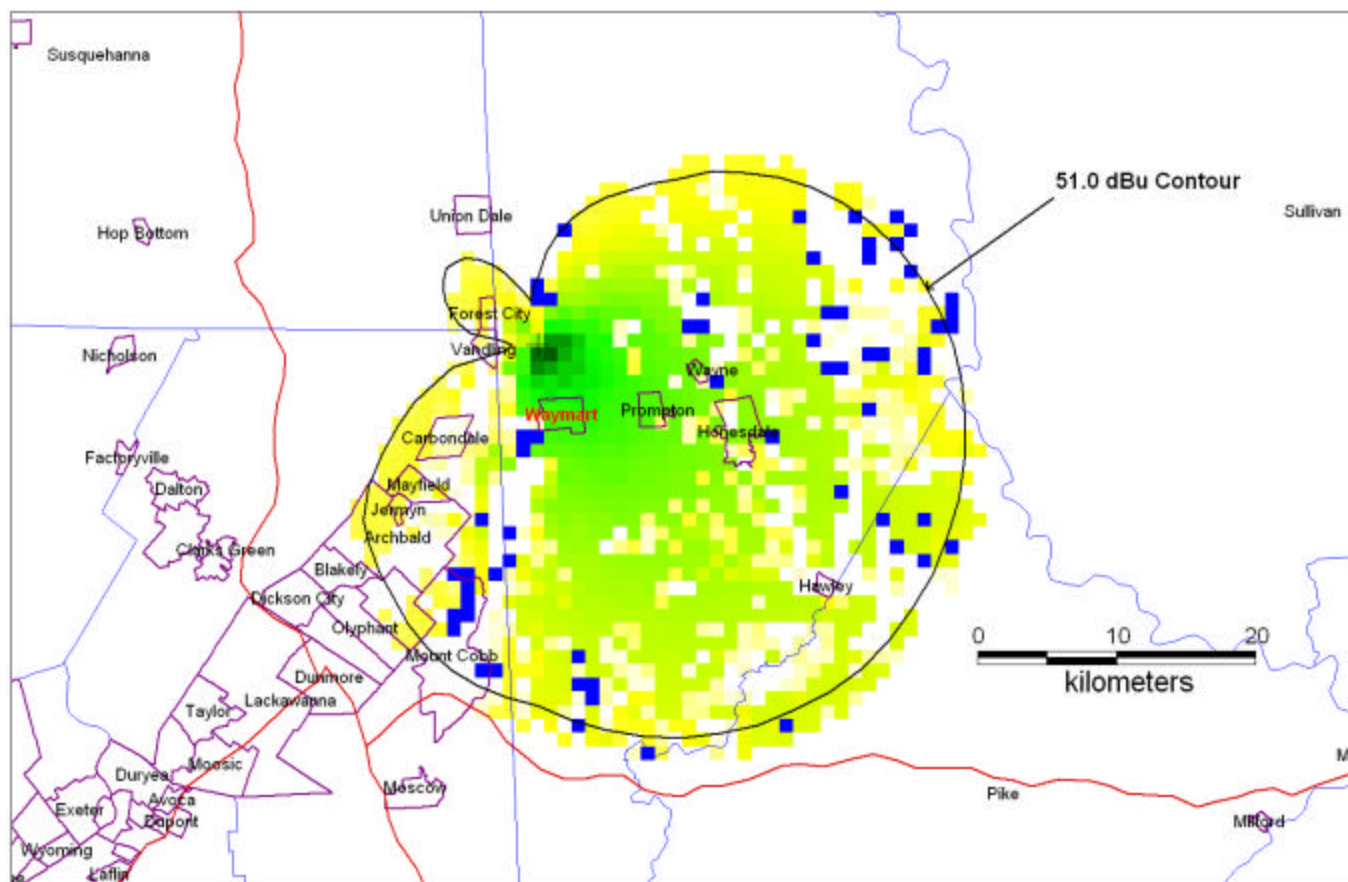 Susquehanna
51.0 dBu Contour
Sullivan
Union Dale
Hop Bottom
Forest City
Vandling
Nicholson
Wayne
Waymart
Prompton
Honesdale
Carbondale
Factoryville
Dalton
Mayfield
Jermyn
Archbald
Clarks Green
Blakely
Dickson City
Hawley
Olyphant
0 10 20
kilometers
Mount Cobb
Dunmore
Lackawanna
Taylor
Moosic
Duryea
Moscow
Pike
M
Avoca
Exeter
Dupont
Milford
Wyoming
Laflin